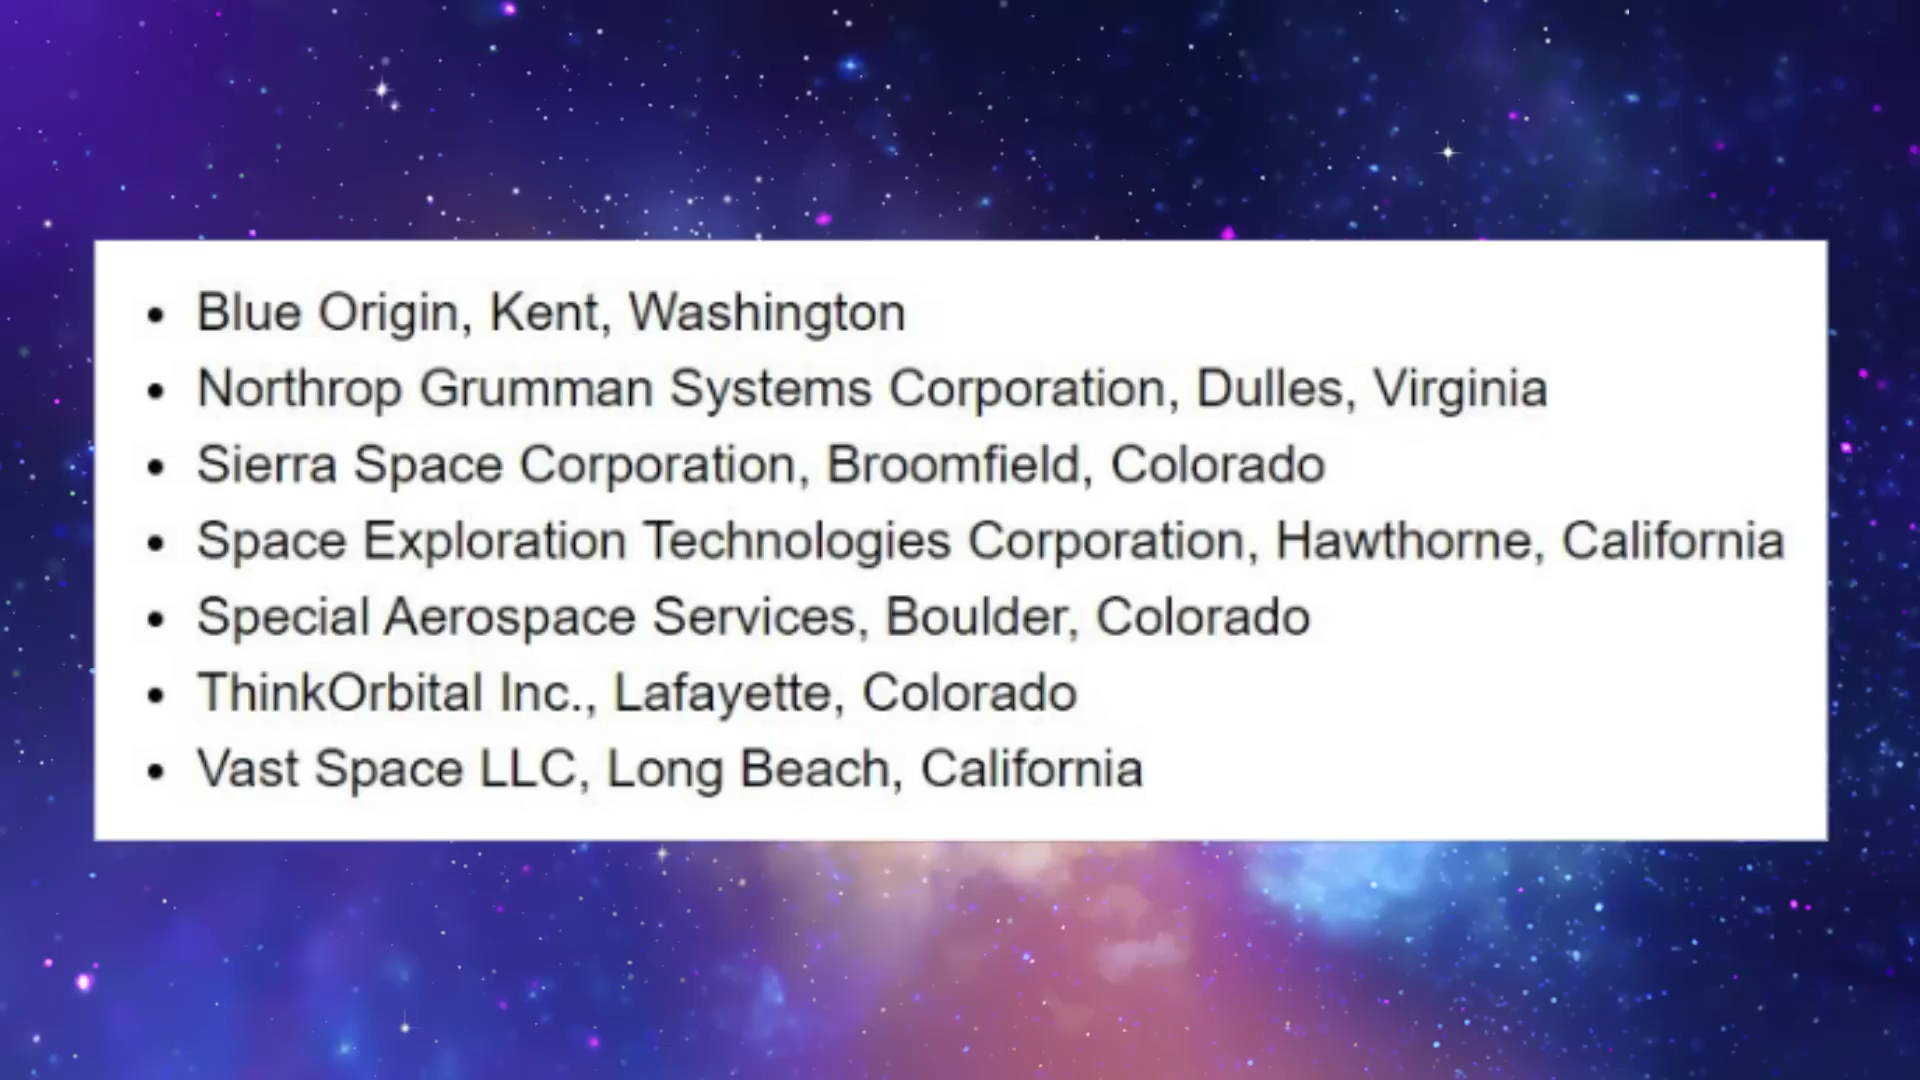 • Blue Origin, Kent, Washington
• Northrop Grumman Systems Corporation, Dulles, Virginia
• Sierra Space Corporation, Broomfield, Colorado
• Space Exploration Technologies Corporation, Hawthorne, California
• Special Aerospace Services, Boulder, Colorado
• ThinkOrbital Inc., Lafayette, Colorado
• Vast Space LLC, Long Beach, California